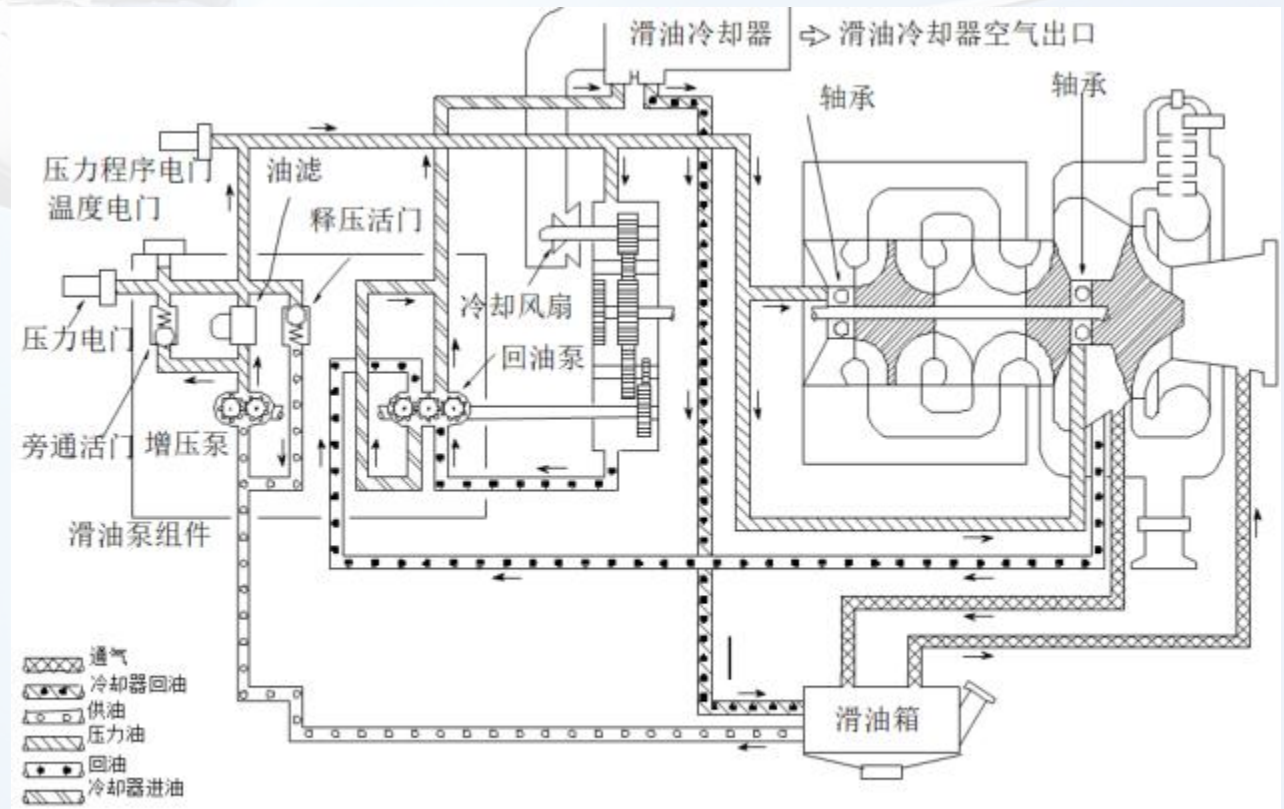 滑油冷却器
滑油冷却器空气出口
轴承
轴承
压力程序电门
温度电门
油滤
释压活门
冷却风扇
压力电门
回油泵
旁通活门
增压泵
滑油泵组件
滑油箱
通气
冷却器回油
供油
压力油
回油
冷却器进油